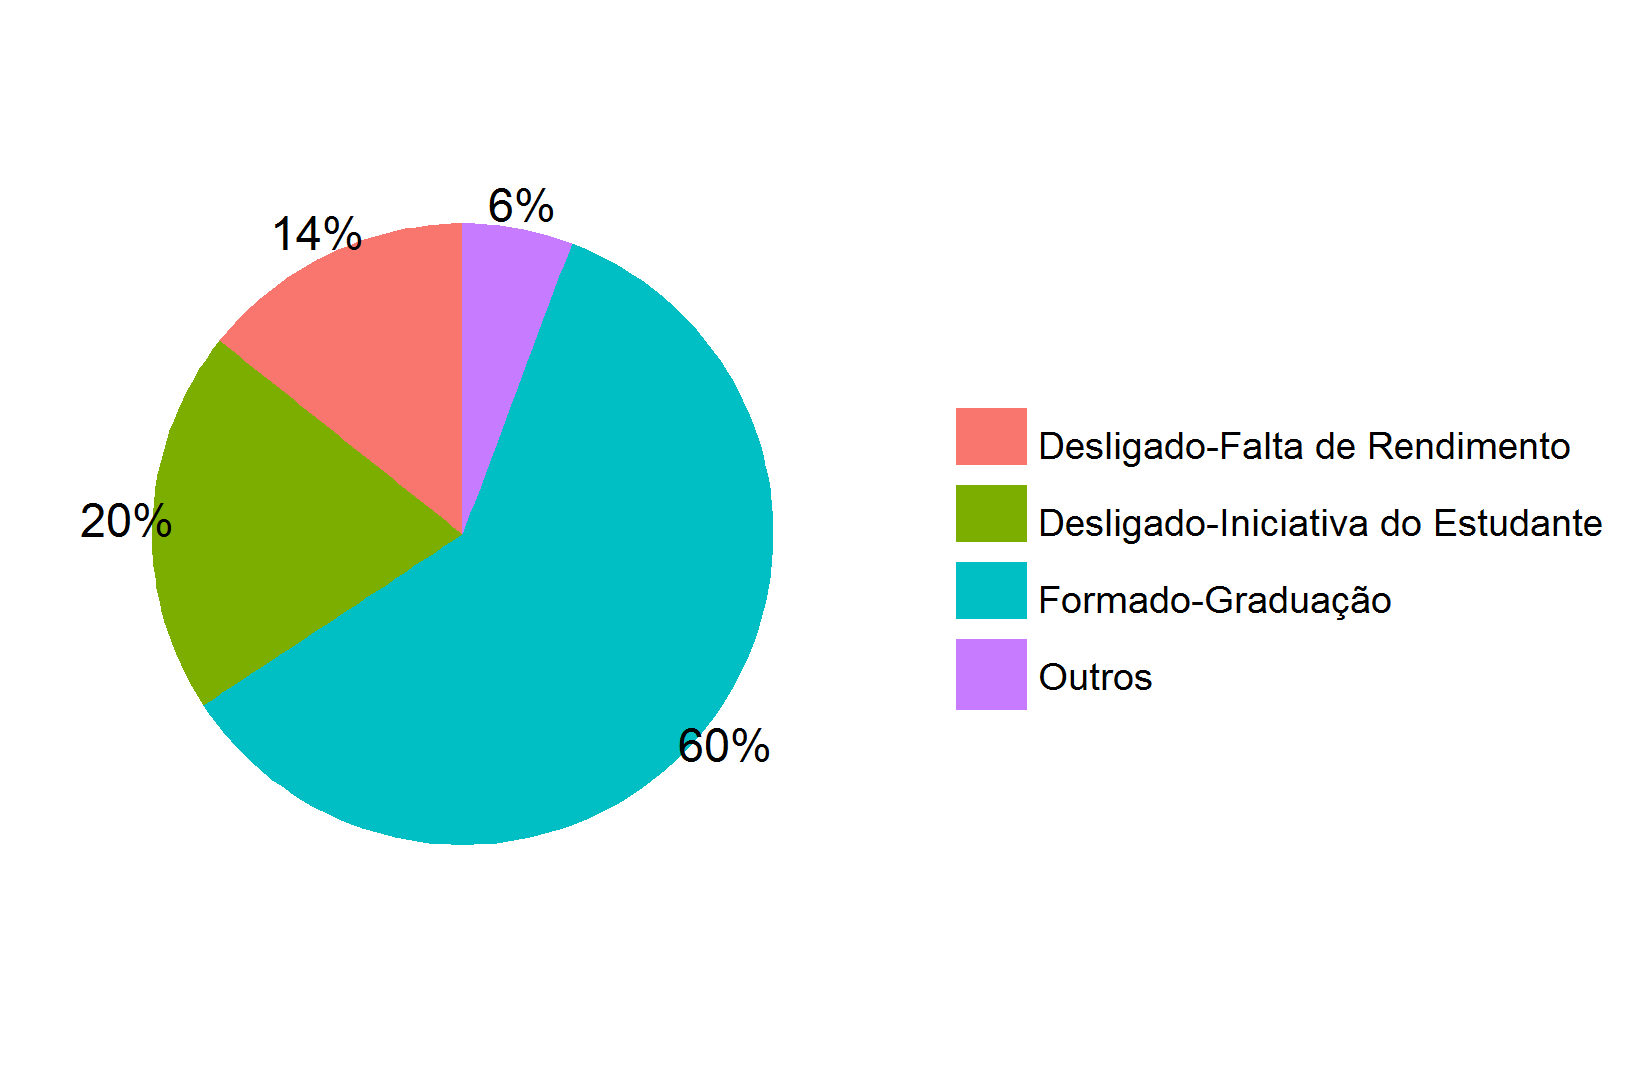 6%
14%
20%
60%
Desligado-Falta de Rendimento
Desligado-Iniciativa do Estudante
Formado-Graduação
Outros